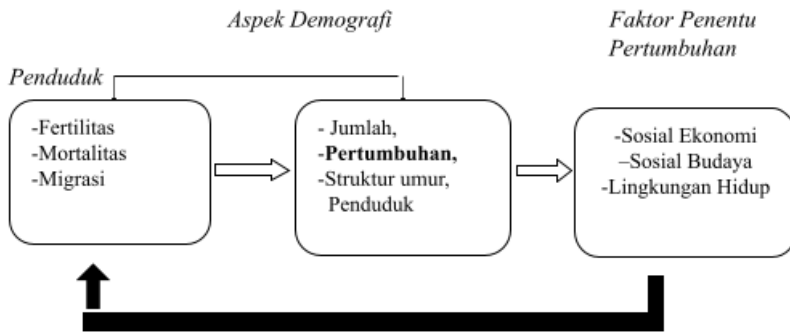 Aspek Demografi
Faktor Penentu
Pertumbuhan
Penduduk
-Fertilitas
-Mortalitas
-Migrasi
- Jumlah,
-Pertumbuhan,
-Struktur umur,
Penduduk
-Sosial Ekonomi
–Sosial Budaya
-Lingkungan Hidup